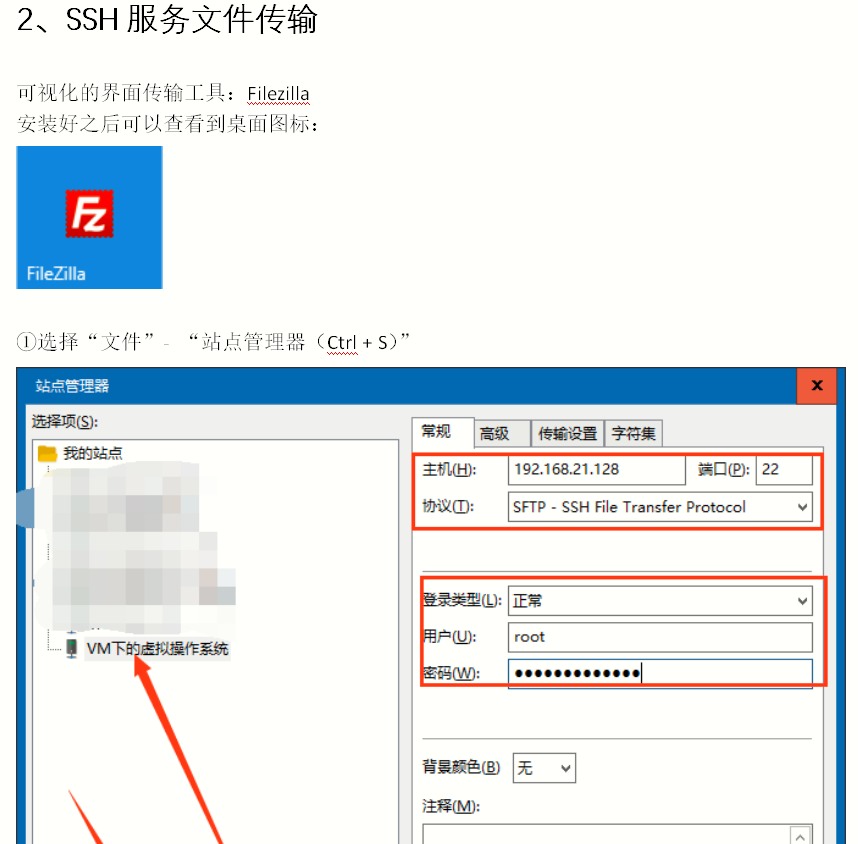 2、SSH 服务文件传输
可视化的界面传输工具：Filezilla
安装好之后可以查看到桌面图标：
Fz
FileZilla
①选择“文件”- “站点管理器（Ctrl + S）”
站点管理器 x
选择项(S):
我的站点
VM下的虚拟操作系统
常规 高级 传输设置 字符集
主机(H): 192.168.21.128 端口(P): 22
协议(T): SFTP - SSH File Transfer Protocol
登录类型(L): 正常
用户(U): root
密码(W): ●●●●●●●●●●●●●
背景颜色(B) 无
注释(M):